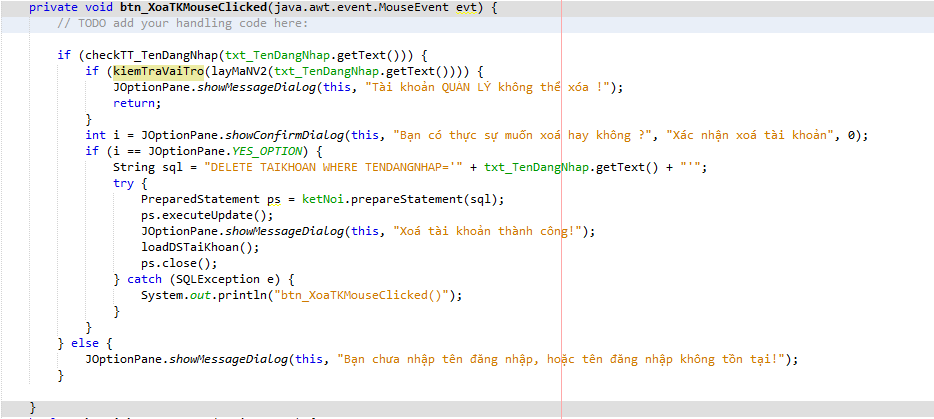 private void btn_XoaTKMouseClicked(java.awt.event.MouseEvent evt) {
// TODO add your handling code here:
if (checkTT_TenDangNhap(txt_TenDangNhap.getText())) {
if (kiemTraVaiTro(layMaNV2(txt_TenDangNhap.getText()))) {
JOptionPane.showMessageDialog(this, "Tài khoản QUẢN LÝ không thể xóa !");
return;
}
int i = JOptionPane.showConfirmDialog(this, "Bạn có thực sự muốn xoá hay không ?", "Xác nhận xoá tài khoản", 0);
if (i == JOptionPane.YES_OPTION) {
String sql = "DELETE TAIKHOAN WHERE TENDANGNHAP='" + txt_TenDangNhap.getText() + "'";
try {
PreparedStatement ps = ketNoi.prepareStatement(sql);
ps.executeUpdate();
JOptionPane.showMessageDialog(this, "Xoá tài khoản thành công!");
loadDSTaiKhoan();
ps.close();
} catch (SQLException e) {
System.out.println("btn_XoaTKMouseClicked()");
}
}
} else {
JOptionPane.showMessageDialog(this, "Bạn chưa nhập tên đăng nhập, hoặc tên đăng nhập không tồn tại!");
}
}